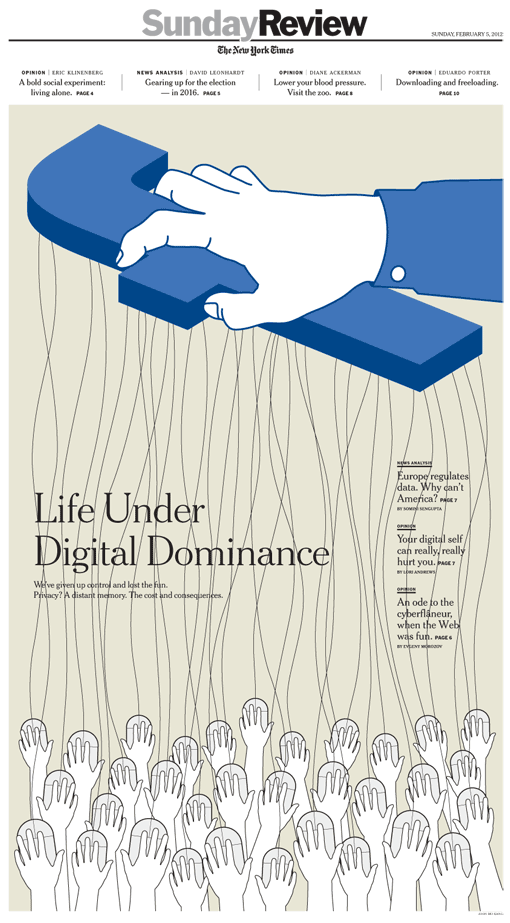 SundayReview
SUNDAY, FEBRUARY 5, 2012
The New York Times
OPINION | ERIC KLINENBERG
A bold social experiment:
living alone. PAGE 4
NEWS ANALYSIS | DAVID LEONHARDT
Gearing up for the election
— in 2016. PAGE 5
OPINION | DIANE ACKERMAN
Lower your blood pressure.
Visit the zoo. PAGE 8
OPINION | EDUARDO PORTER
Downloading and freeloading.
PAGE 10
Life Under
Digital Dominance
We've given up control and lost the fun.
Privacy? A distant memory. The cost and consequences.
NEWS ANALYSIS
Europe regulates
data. Why can't
America? PAGE 7
BY SOMINI SENGUPTA
OPINION
Your digital self
can really, really
hurt you. PAGE 7
BY LORI ANDREWS
OPINION
An ode to the
cyberflâneur,
when the Web
was fun. PAGE 6
BY EVGENY MOROZOV